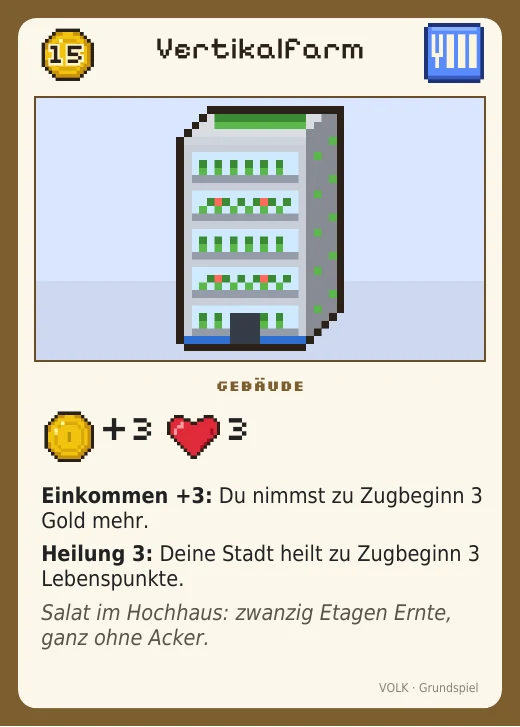 15
Vertikalfarm
GEBÄUDE
+3 3
Einkommen +3: Du nimmst zu Zugbeginn 3
Gold mehr.
Heilung 3: Deine Stadt heilt zu Zugbeginn 3
Lebenspunkte.
Salat im Hochhaus: zwanzig Etagen Ernte,
ganz ohne Acker.
VOLK · Grundspiel